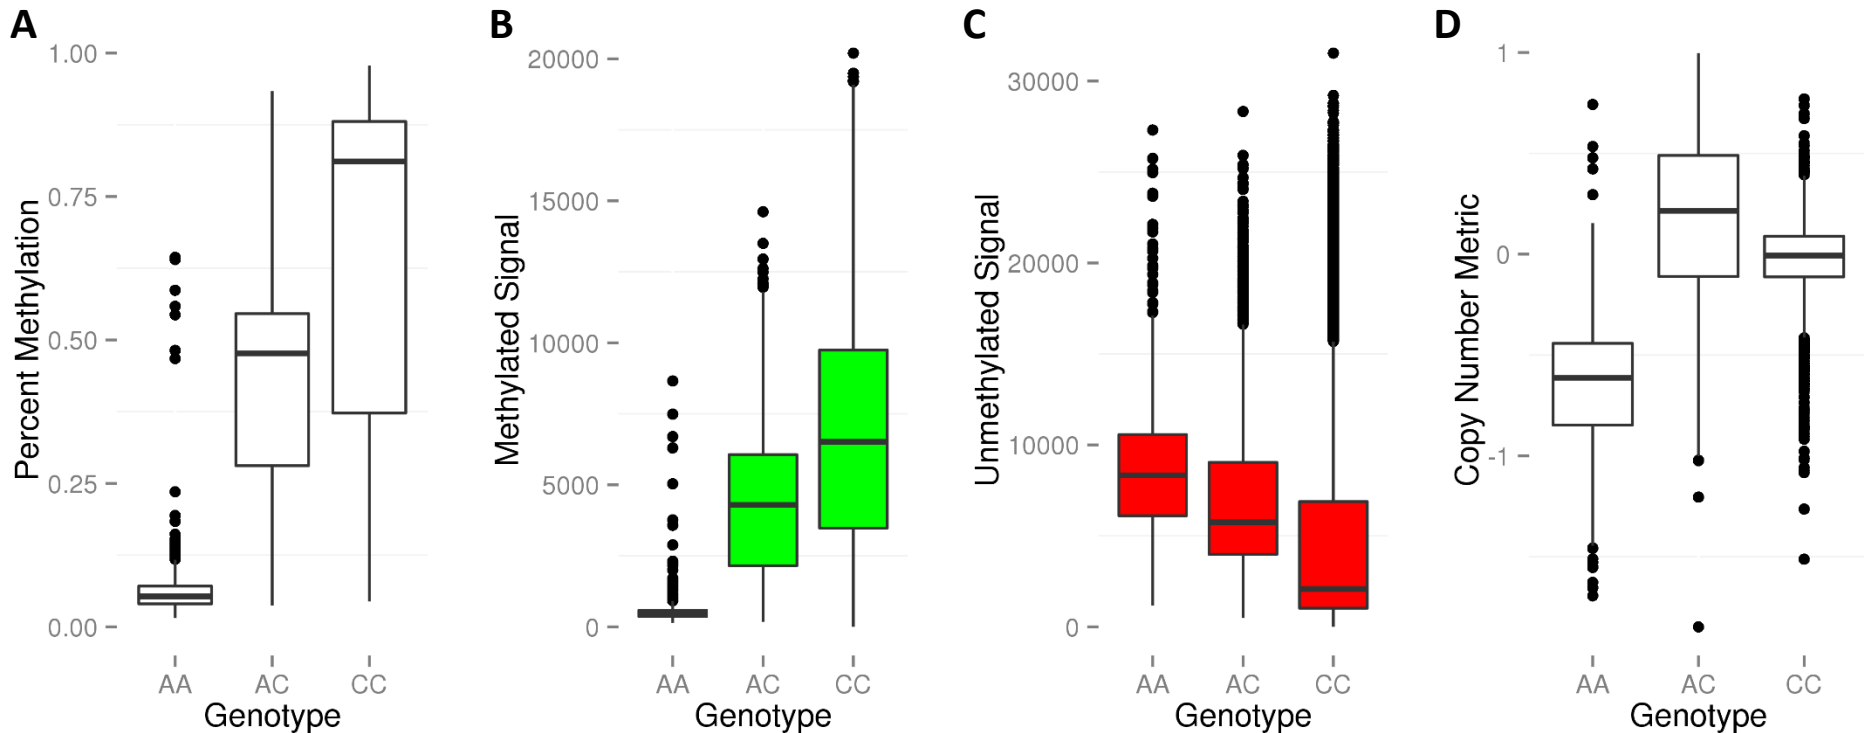 A
Percent Methylation
1.00
0.75
0.50
0.25
0.00
AA AC CC
Genotype
B
Methylated Signal
20000
15000
10000
5000
0
AA AC CC
Genotype
C
Unmethylated Signal
30000
20000
10000
0
AA AC CC
Genotype
D
Copy Number Metric
1
0
-1
AA AC CC
Genotype